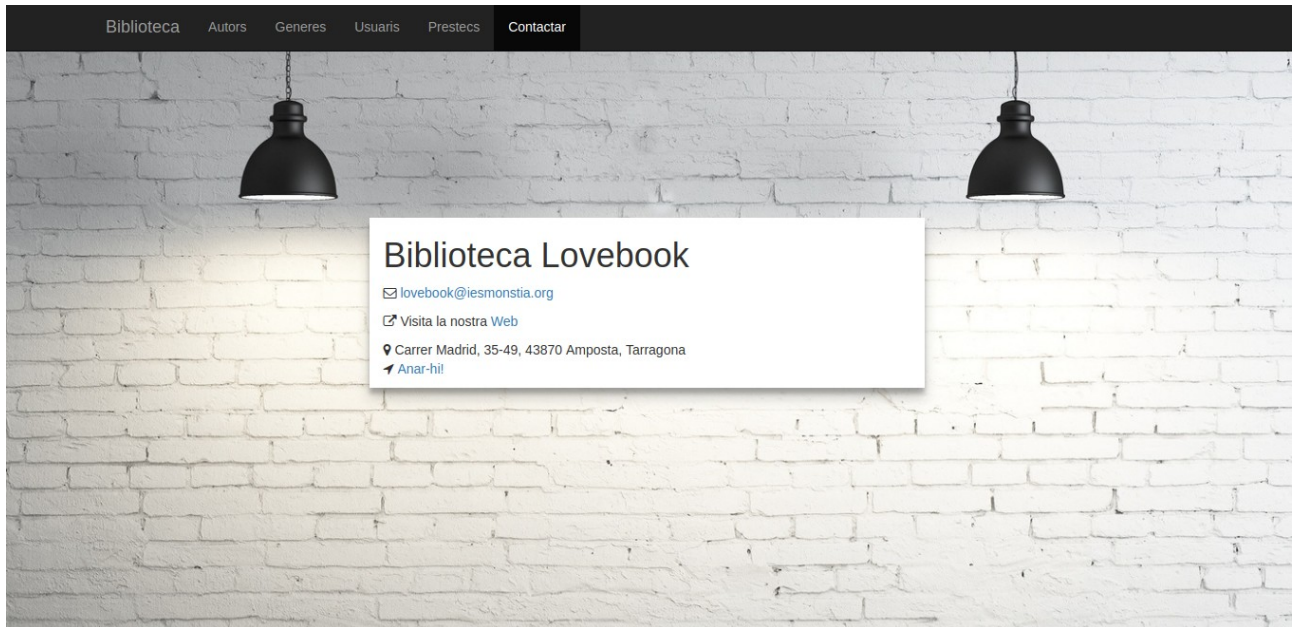 Biblioteca Autors Generes Usuaris Prestecs Contactar
Biblioteca Lovebook
lovebook@iesmonstia.org
Visita la nostra Web
Carrer Madrid, 35-49, 43870 Amposta, Tarragona
Anar-hi!